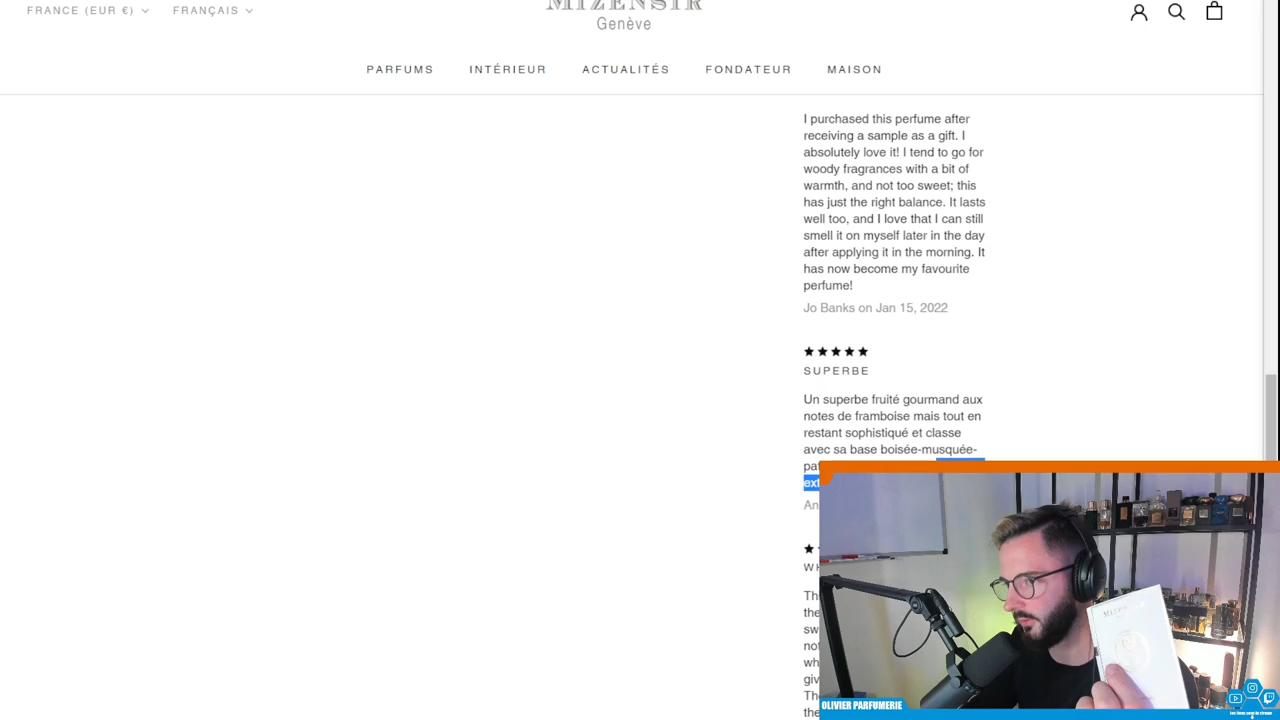 FRANCE (EUR €)
FRANÇAIS
MIZENSIR
Genève
PARFUMS
INTÉRIEUR
ACTUALITÉS
FONDATEUR
MAISON
I purchased this perfume after
receiving a sample as a gift. I
absolutely love it! I tend to go for
woody fragrances with a bit of
warmth, and not too sweet; this
has just the right balance. It lasts
well too, and I love that I can still
smell it on myself later in the day
after applying it in the morning. It
has now become my favourite
perfume!
Jo Banks on Jan 15, 2022
SUPERBE
Un superbe fruité gourmand aux
notes de framboise mais tout en
restant sophistiqué et classe
avec sa base boisée-musquée-
MIZENSIR
OLIVIER PARFUMERIE